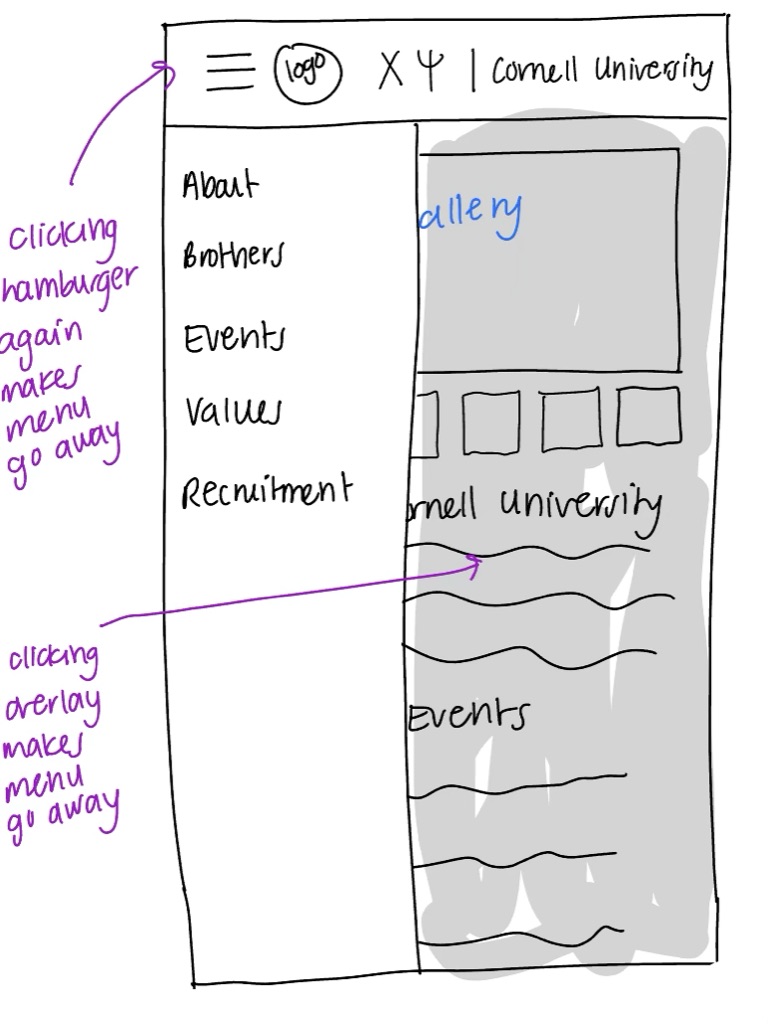 logo ΧΨ | Cornell University
About
allery
Brothers
Events
Values
Recruitment
rnell University
Events
clicking
hamburger
again
makes
menu
go away
clicking
overlay
makes
menu
go away